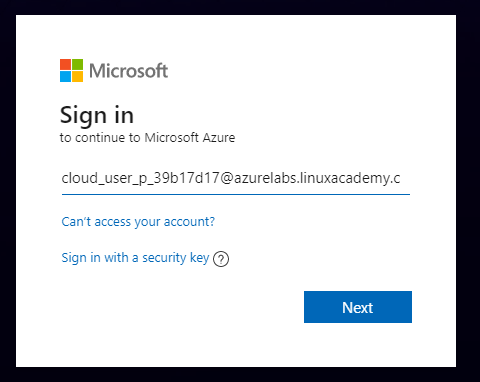 Microsoft
Sign in
to continue to Microsoft Azure
cloud_user_p_39b17d17@azurelabs.linuxacademy.c
Can't access your account?
Sign in with a security key ?
Next